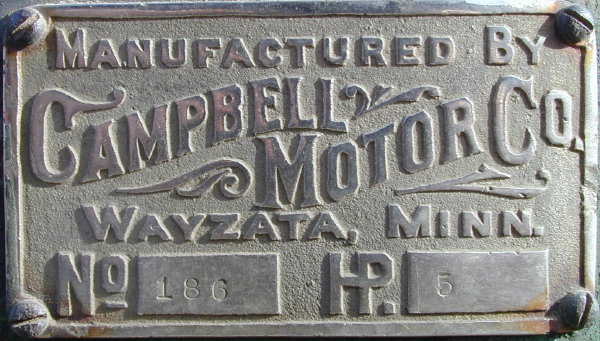 MANUFACTURED BY
CAMPBELL MOTOR CO.
WAYZATA, MINN.
NO 186 HP. 5